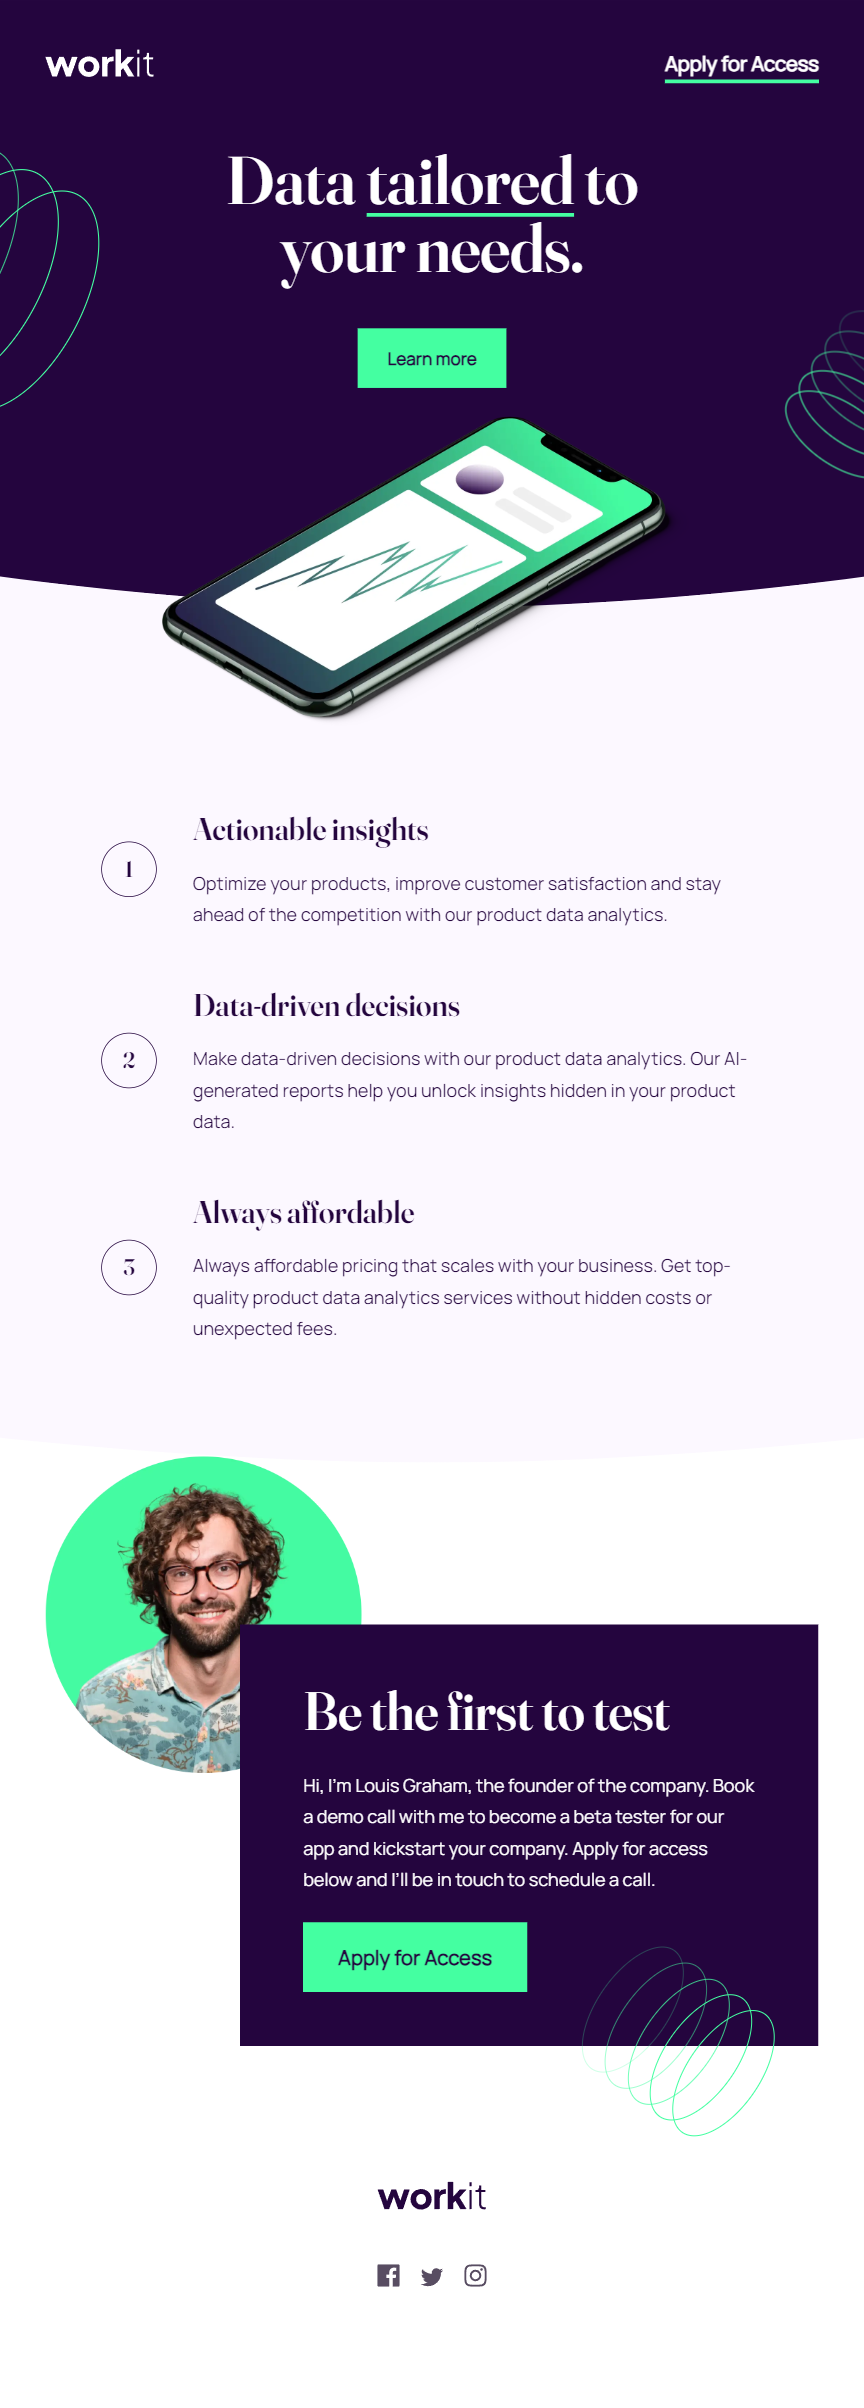 workit
Apply for Access
Data tailored to
your needs.
Learn more
Actionable insights
1
Optimize your products, improve customer satisfaction and stay
ahead of the competition with our product data analytics.
Data-driven decisions
2
Make data-driven decisions with our product data analytics. Our AI-
generated reports help you unlock insights hidden in your product
data.
Always affordable
3
Always affordable pricing that scales with your business. Get top-
quality product data analytics services without hidden costs or
unexpected fees.
Be the first to test
Hi, I'm Louis Graham, the founder of the company. Book
a demo call with me to become a beta tester for our
app and kickstart your company. Apply for access
below and I'll be in touch to schedule a call.
Apply for Access
workit